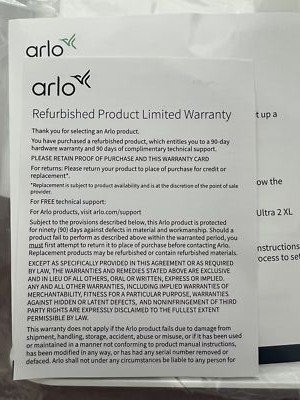 arlo
arlo
Refurbished Product Limited Warranty
Thank you for selecting an Arlo product.
You have purchased a refurbished product, which entitles you to a 90-day
hardware warranty and 90 days of complimentary technical support.
PLEASE RETAIN PROOF OF PURCHASE AND THIS WARRANTY CARD
For returns: Please return your product to place of purchase for credit or
replacement*.
*Replacement is subject to product availability and is at the discretion of the point of sale
provider.
For FREE technical support:
For Arlo products, visit arlo.com/support
Subject to the provisions described below, this Arlo product is protected
for ninety (90) days against defects in material and workmanship. Should a
product fail to perform as described above within the warranted period, you
must first attempt to return it to place of purchase before contacting Arlo.
Replacement products may be refurbished or contain refurbished materials.
EXCEPT AS SPECIFICALLY PROVIDED IN THIS AGREEMENT OR AS REQUIRED
BY LAW, THE WARRANTIES AND REMEDIES STATED ABOVE ARE EXCLUSIVE
AND IN LIEU OF ALL OTHERS, ORAL OR WRITTEN, EXPRESS OR IMPLIED.
ANY AND ALL OTHER WARRANTIES, INCLUDING IMPLIED WARRANTIES OF
MERCHANTABILITY, FITNESS FOR A PARTICULAR PURPOSE, WARRANTIES
AGAINST HIDDEN OR LATENT DEFECTS, AND NONINFRINGEMENT OF THIRD
PARTY RIGHTS ARE EXPRESSLY DISCLAIMED TO THE FULLEST EXTENT
PERMISSIBLE BY LAW.
This warranty does not apply if the Arlo Product fails due to damage from
shipment, handling, storage, accident, abuse or misuse, or if it has been used
or maintained in a manner not conforming to product manual instructions,
has been modified in any way, or has had any serial number removed or
defaced. Arlo shall not under any circumstances be liable to any person for
t up a
ow the
Ultra 2 XL
nstructions
ocess to set